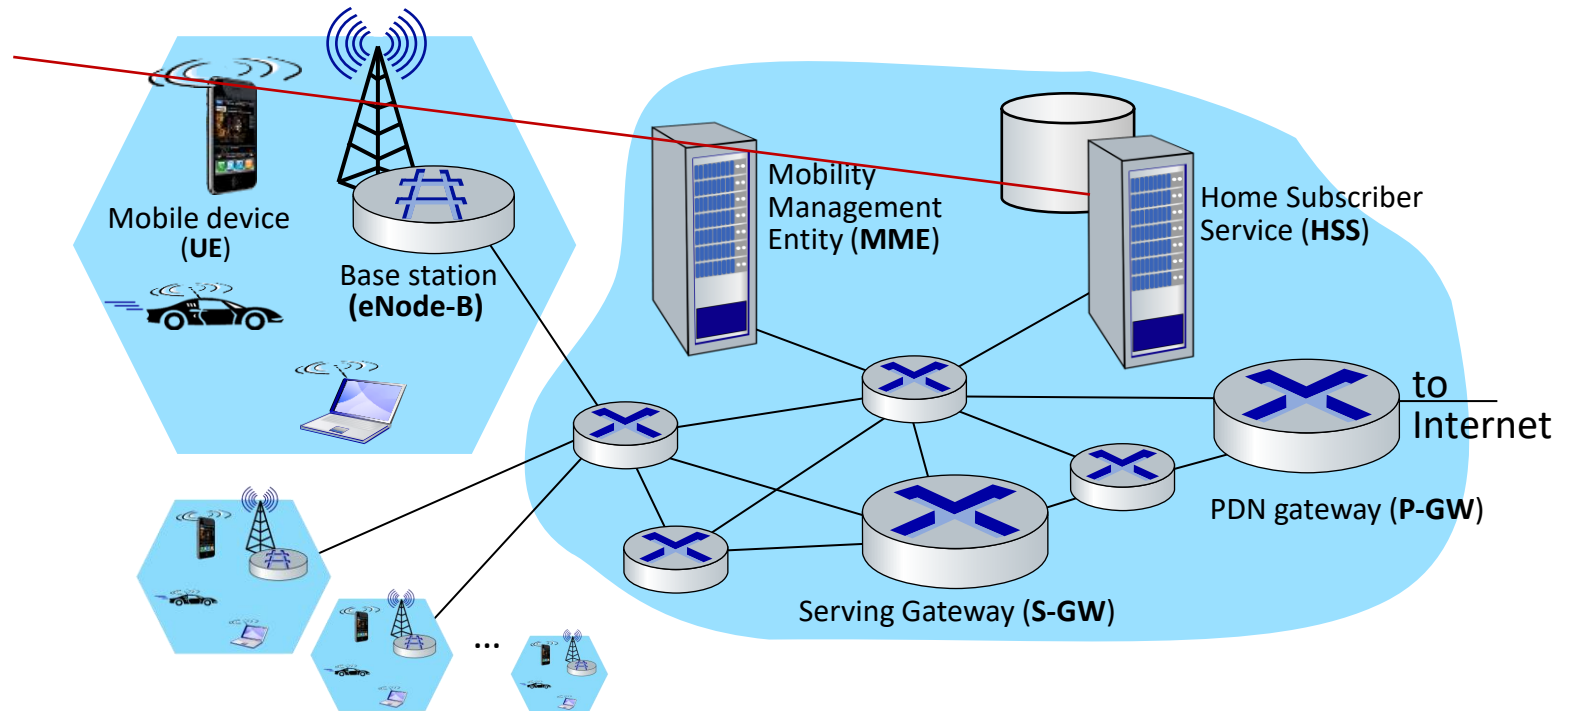 Mobile device
(UE)
Base station
(eNode-B)
Mobility
Management
Entity (MME)
Home Subscriber
Service (HSS)
to
Internet
PDN gateway (P-GW)
Serving Gateway (S-GW)
...